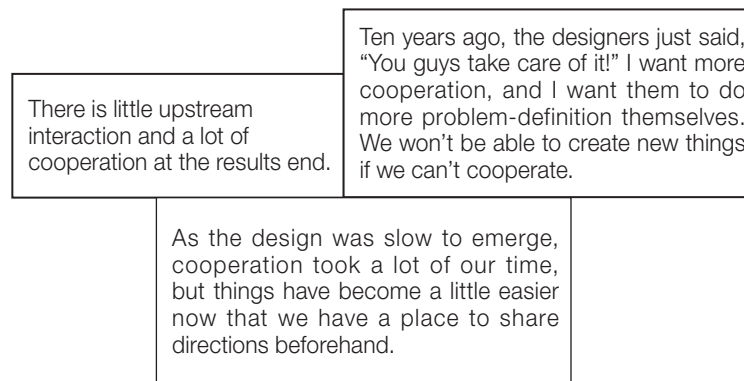 There is little upstream
interaction and a lot of
cooperation at the results end.
Ten years ago, the designers just said,
“You guys take care of it!” I want more
cooperation, and I want them to do
more problem-definition themselves.
We won’t be able to create new things
if we can’t cooperate.
As the design was slow to emerge,
cooperation took a lot of our time,
but things have become a little easier
now that we have a place to share
directions beforehand.